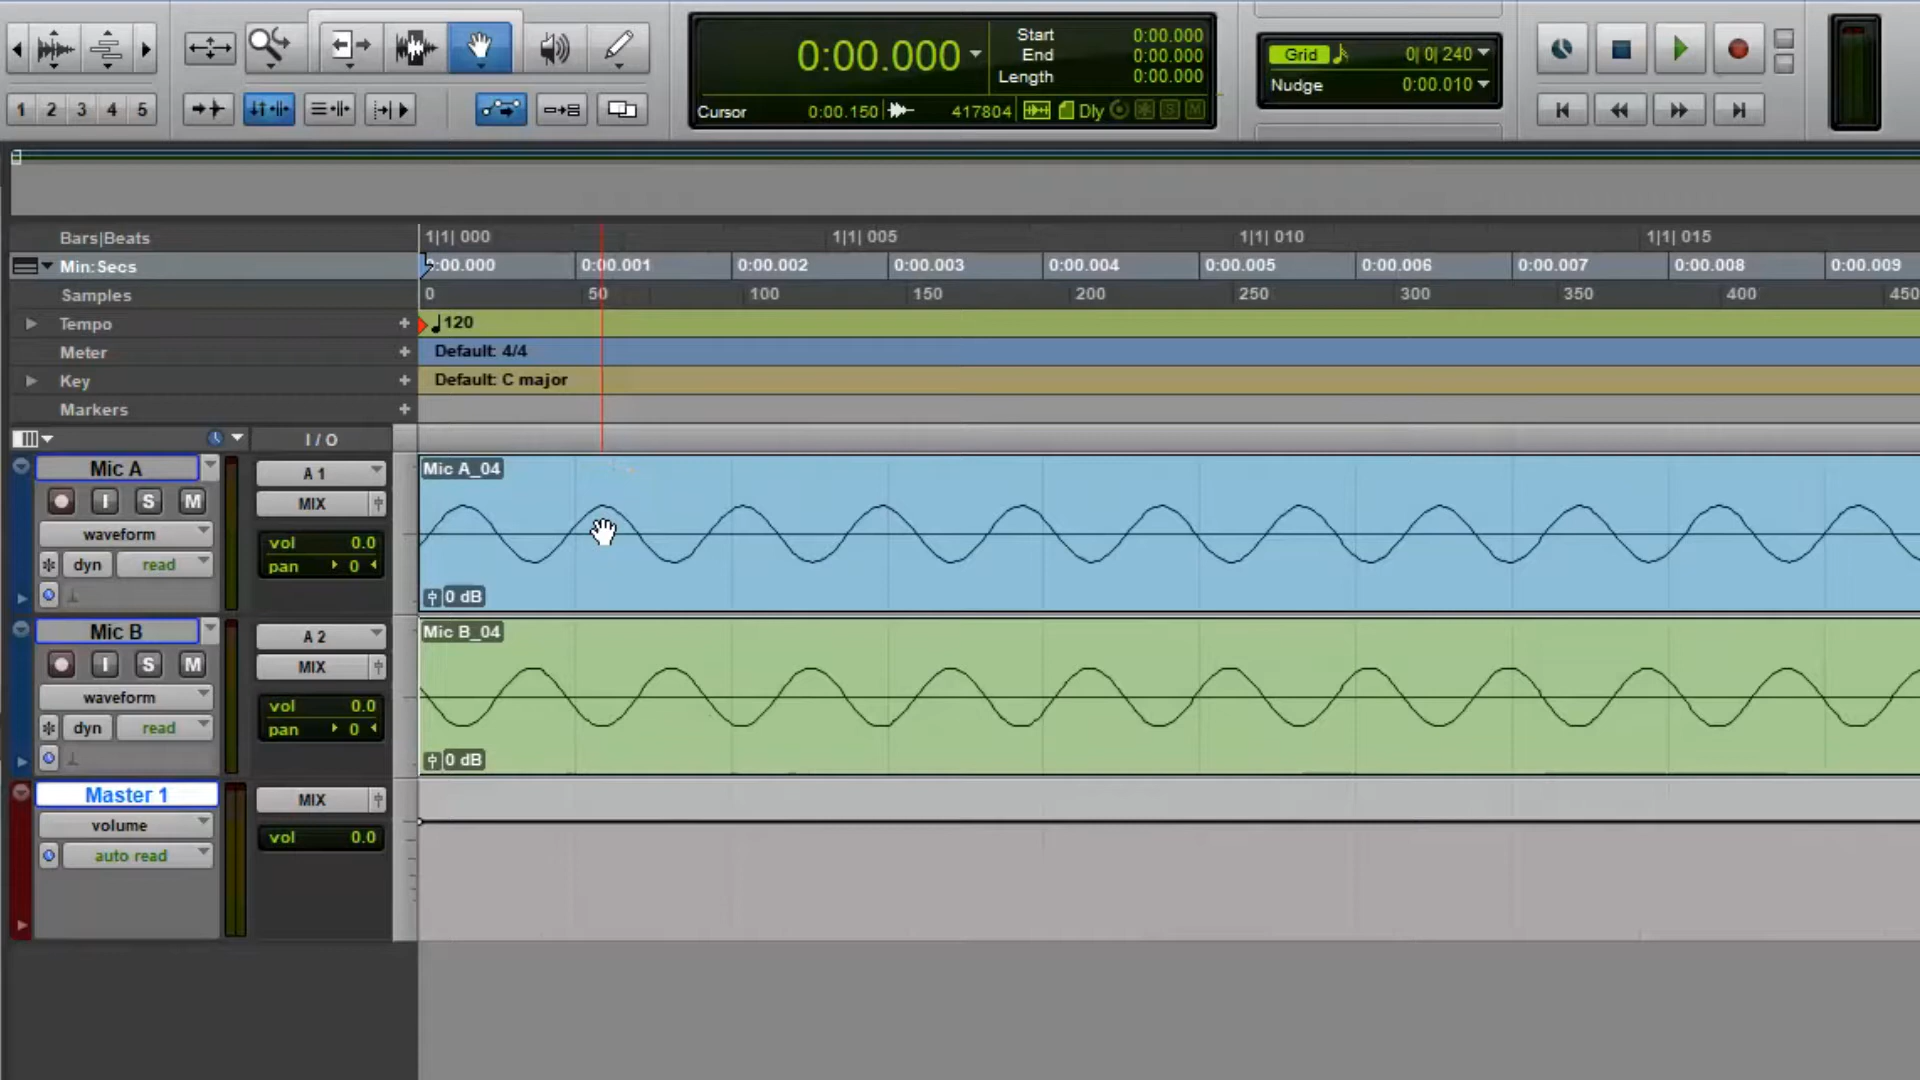 0:00.000
Start 0:00.000
End 0:00.000
Length 0:00.000
Cursor 0:00.150 417804 Dly S M
Grid 0| 0| 240
Nudge 0:00.010
1 2 3 4 5
Bars|Beats 1|1| 000 1|1| 005 1|1| 010 1|1| 015
Min:Secs :00.000 0:00.001 0:00.002 0:00.003 0:00.004 0:00.005 0:00.006 0:00.007 0:00.008 0:00.009
Samples 0 50 100 150 200 250 300 350 400 450
Tempo + 120
Meter + Default: 4/4
Key + Default: C major
Markers +
I / O
Mic A
I S M
waveform
dyn read
A 1
MIX
vol 0.0
pan 0
Mic A_04
0 dB
Mic B
I S M
waveform
dyn read
A 2
MIX
vol 0.0
pan 0
Mic B_04
0 dB
Master 1
volume
auto read
MIX
vol 0.0